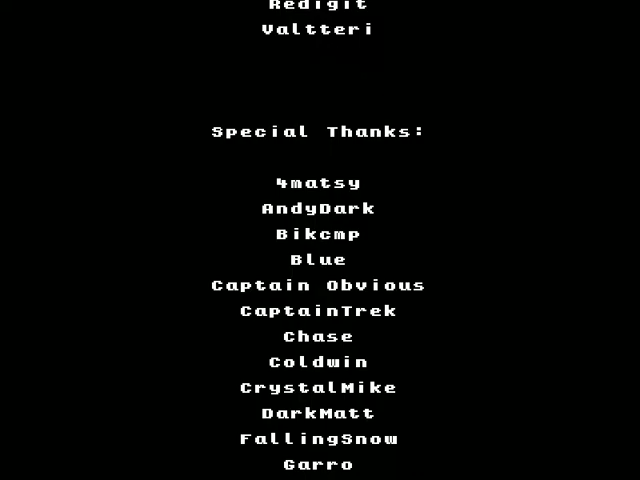 Redigit
Valtteri
Special Thanks:
4matsy
AndyDark
Bikcmp
Blue
Captain Obvious
CaptainTrek
Chase
Coldwin
CrystalMike
DarkMatt
FallingSnow
Garro